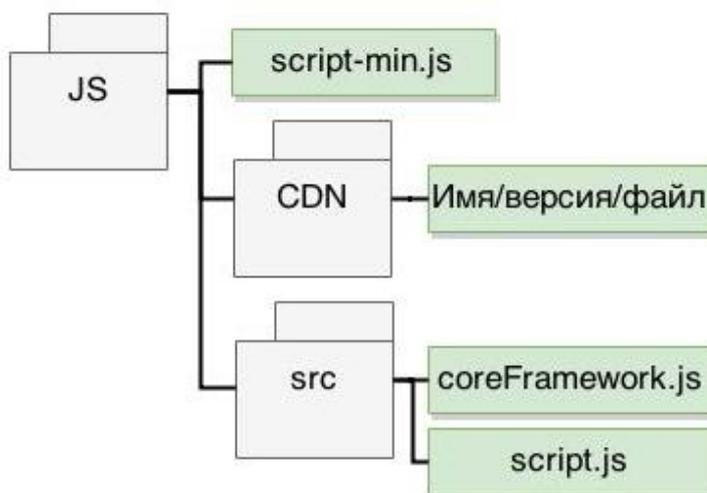 JS
script-min.js
CDN
Имя/версия/файл
src
coreFramework.js
script.js